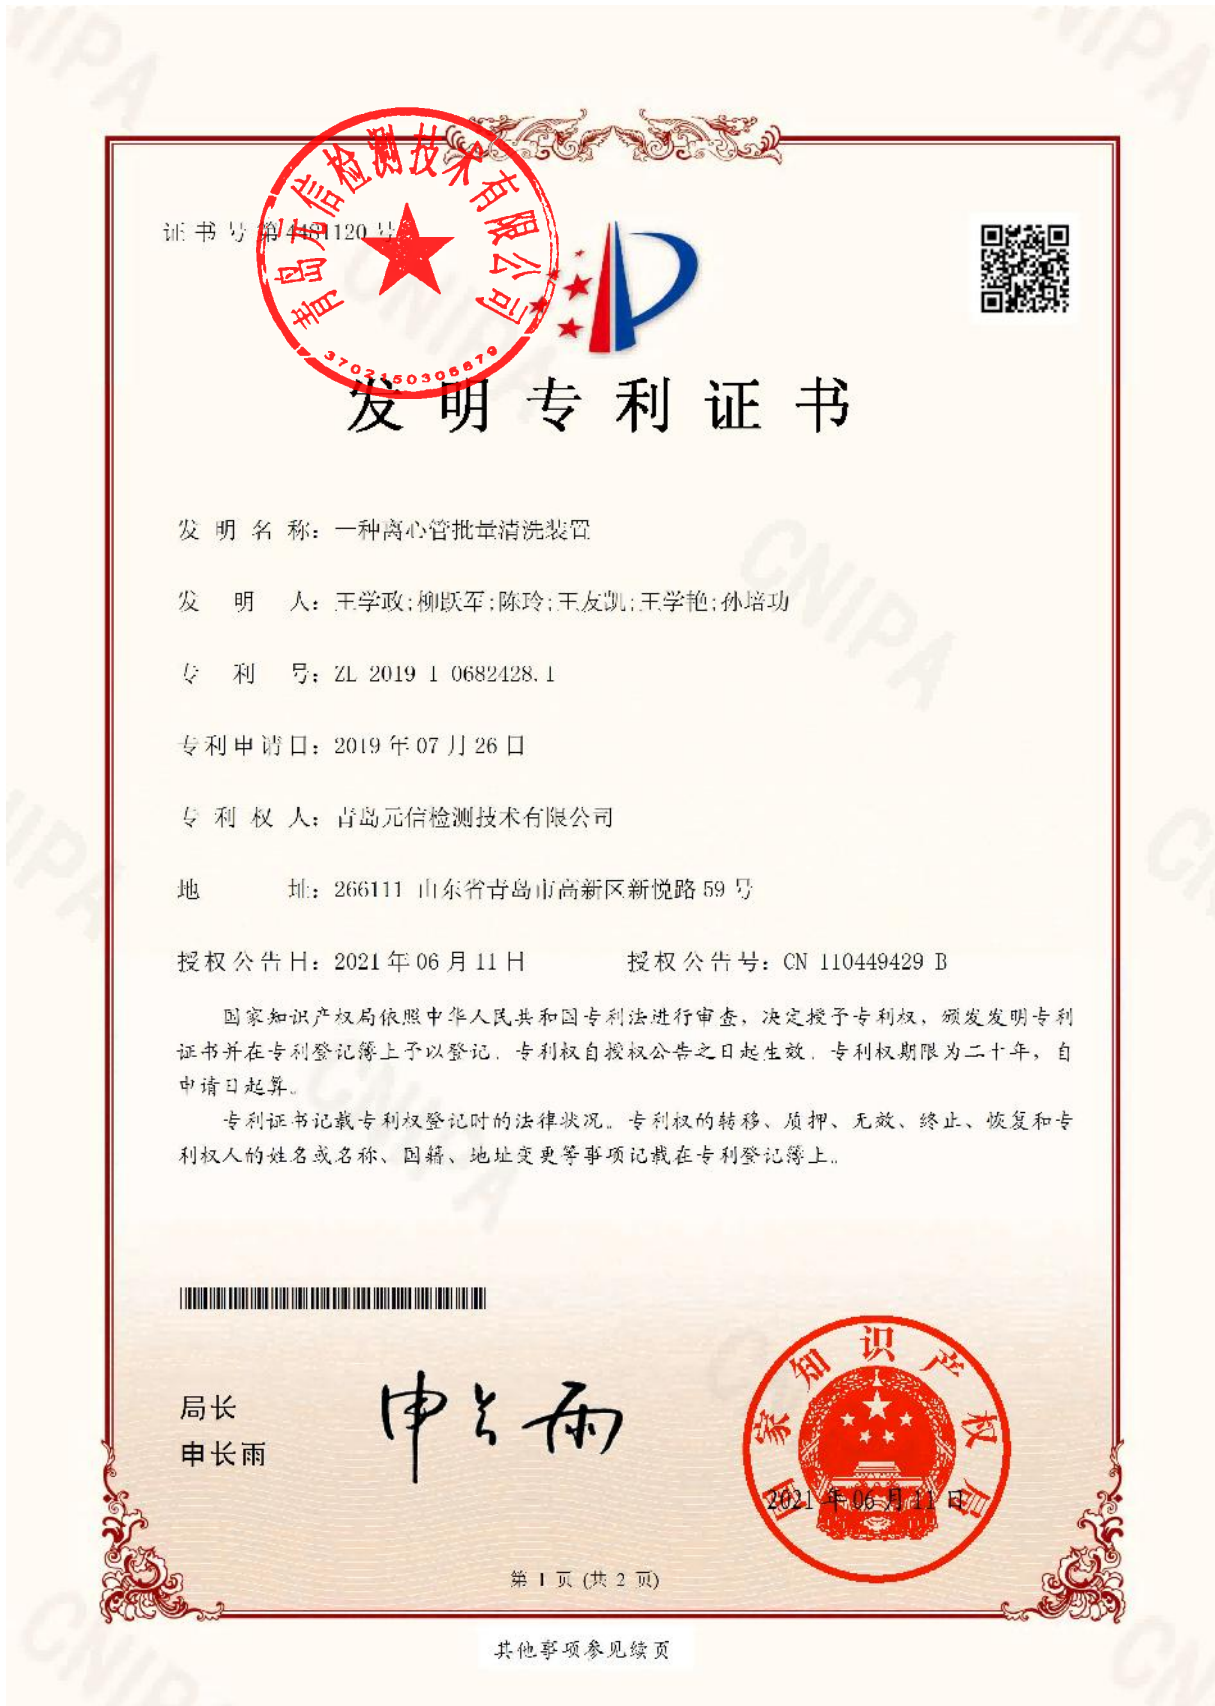 证书号第4481120号
青岛元信检测技术有限公司
发明专利证书
发明名称：一种离心管批量清洗装置
发明人：王学政;柳跃军;陈玲;王友凯;王学艳;孙培功
专利号：ZL 2019 1 0682428.1
专利申请日：2019年07月26日
专利权人：青岛元信检测技术有限公司
地址：266111 山东省青岛市高新区新悦路59号
授权公告日：2021年06月11日 授权公告号：CN 110449429 B
国家知识产权局依照中华人民共和国专利法进行审查，决定授予专利权，颁发发明专利
证书并在专利登记簿上予以登记。专利权自授权公告之日起生效。专利权期限为二十年，自
申请日起算。
专利证书记载专利权登记时的法律状况。专利权的转移、质押、无效、终止、恢复和专
利权人的姓名或名称、国籍、地址变更等事项记载在专利登记簿上。
局长
申长雨
申长雨
国家知识产权局
2021年06月11日
第 1 页 (共 2 页)
其他事项参见续页
CNIPA